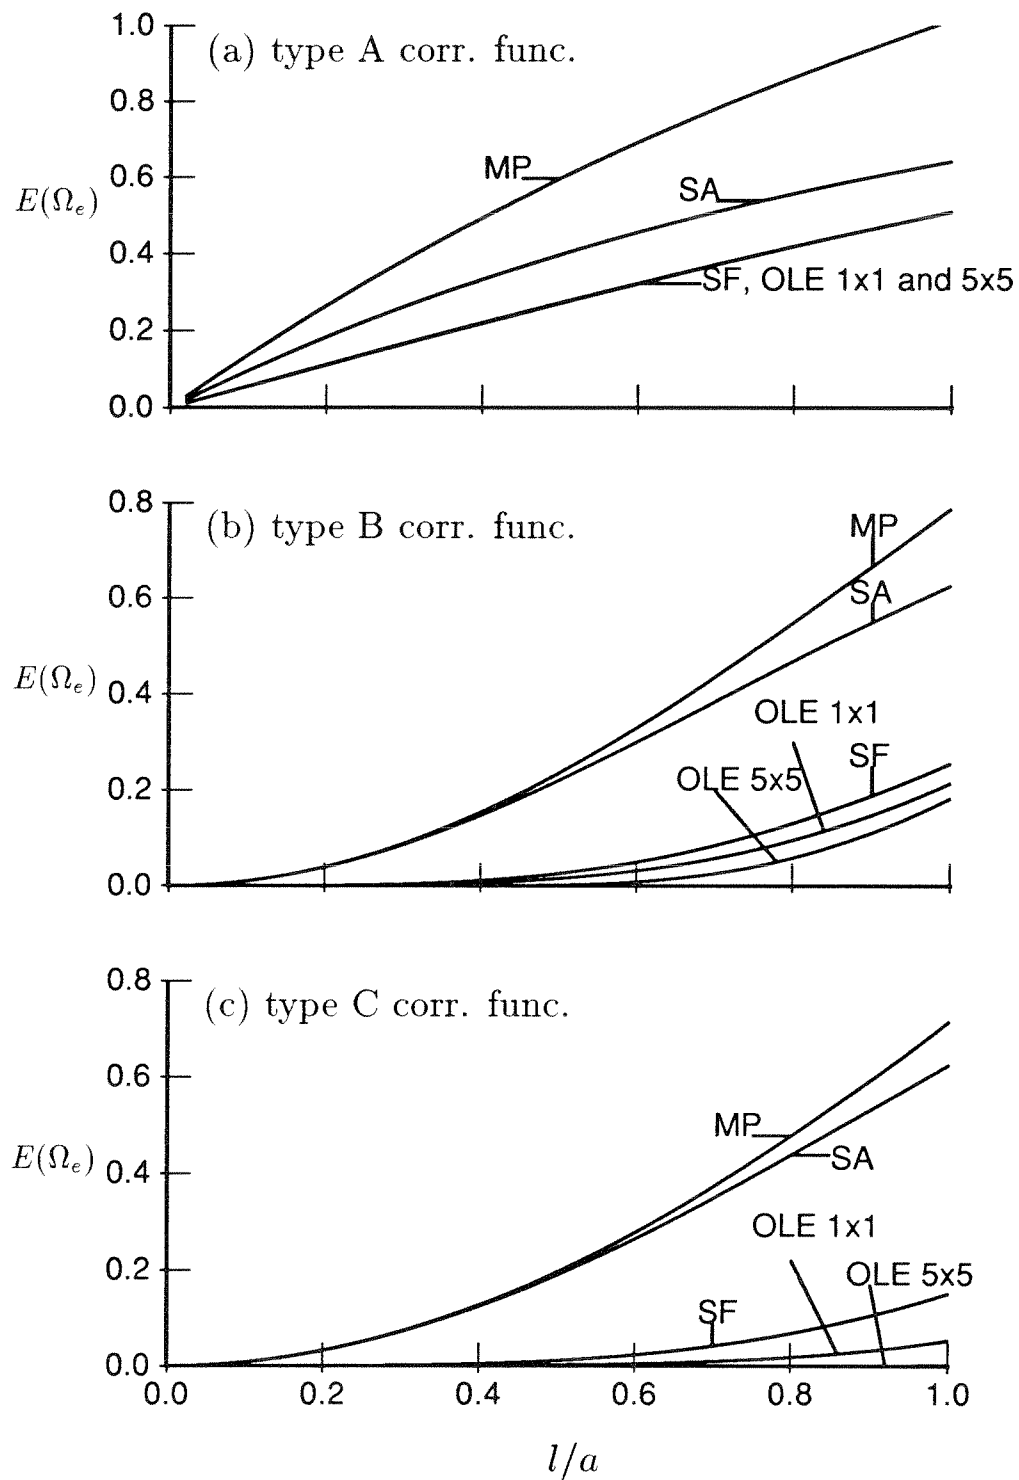 1.0
(a) type A corr. func.
0.8
MP
0.6
SA
E(Ωₑ)
0.4
SF, OLE 1x1 and 5x5
0.2
0.0
0.8
(b) type B corr. func.
MP
0.6
SA
E(Ωₑ)
0.4
OLE 1x1
SF
OLE 5x5
0.2
0.0
0.8
(c) type C corr. func.
0.6
MP
E(Ωₑ)
SA
0.4
OLE 1x1
0.2
OLE 5x5
SF
0.0
0.0 0.2 0.4 0.6 0.8 1.0
l/a